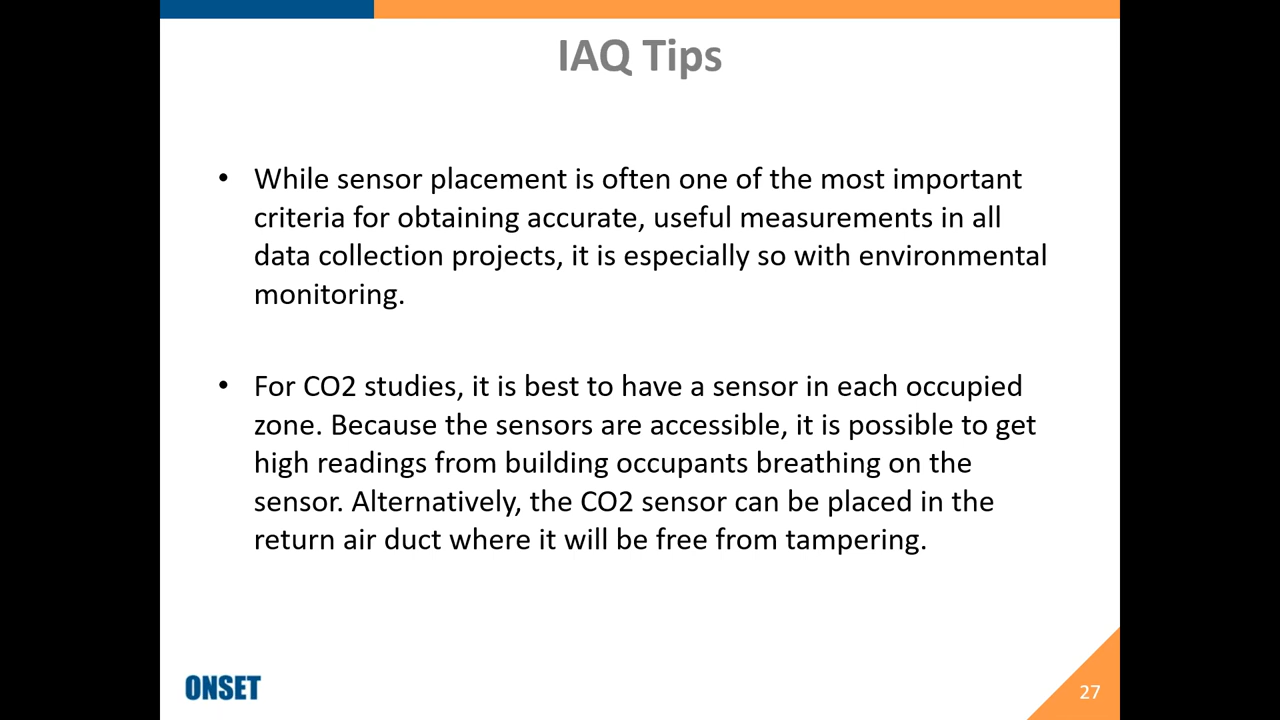 IAQ Tips
• While sensor placement is often one of the most important
criteria for obtaining accurate, useful measurements in all
data collection projects, it is especially so with environmental
monitoring.
• For CO2 studies, it is best to have a sensor in each occupied
zone. Because the sensors are accessible, it is possible to get
high readings from building occupants breathing on the
sensor. Alternatively, the CO2 sensor can be placed in the
return air duct where it will be free from tampering.
ONSET
27